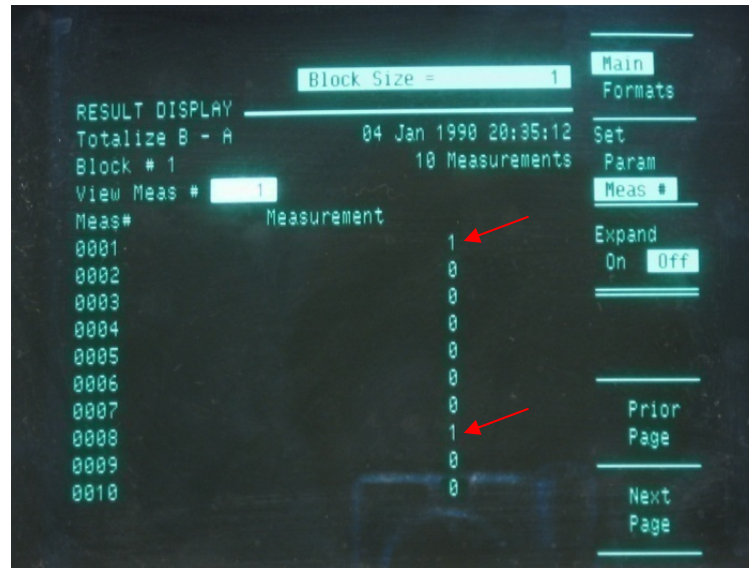 Block Size = 1
RESULT DISPLAY
Totalize B - A 04 Jan 1990 20:35:12
Block # 1 10 Measurements
View Meas # 1
Meas# Measurement
0001 1
0002 0
0003 0
0004 0
0005 0
0006 0
0007 0
0008 1
0009 0
0010 0
Main
Formats
Set
Param
Meas #
Expand
On Off
Prior
Page
Next
Page